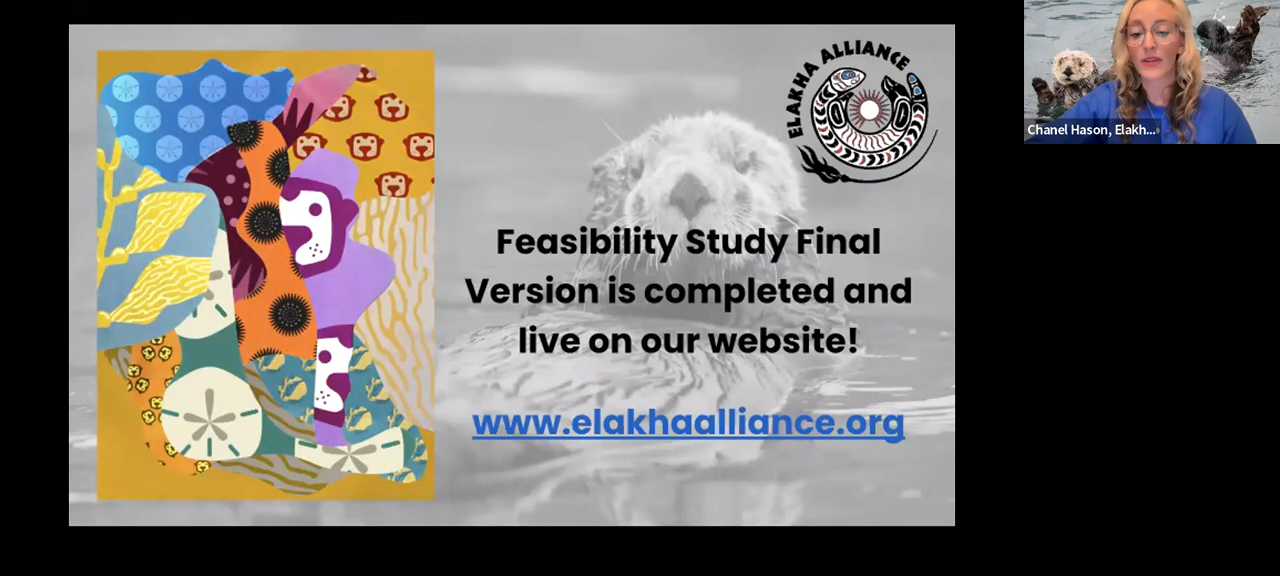 ELAKHA ALLIANCE
Chanel Hason, Elakh...
Feasibility Study Final
Version is completed and
live on our website!
www.elakhaalliance.org